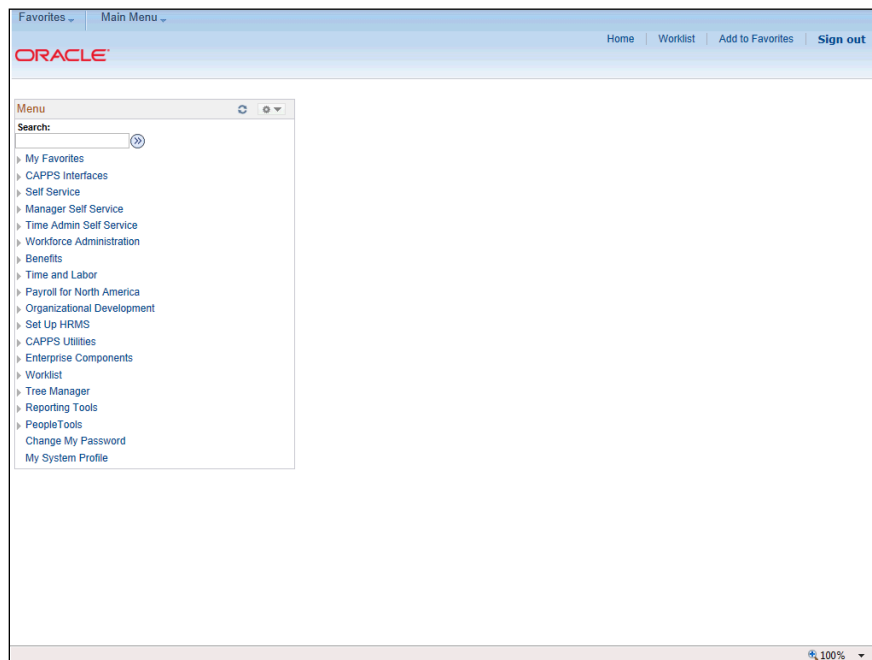 Favorites Main Menu
Home Worklist Add to Favorites Sign out
ORACLE
Menu
Search:
My Favorites
CAPPS Interfaces
Self Service
Manager Self Service
Time Admin Self Service
Workforce Administration
Benefits
Time and Labor
Payroll for North America
Organizational Development
Set Up HRMS
CAPPS Utilities
Enterprise Components
Worklist
Tree Manager
Reporting Tools
PeopleTools
Change My Password
My System Profile
100%